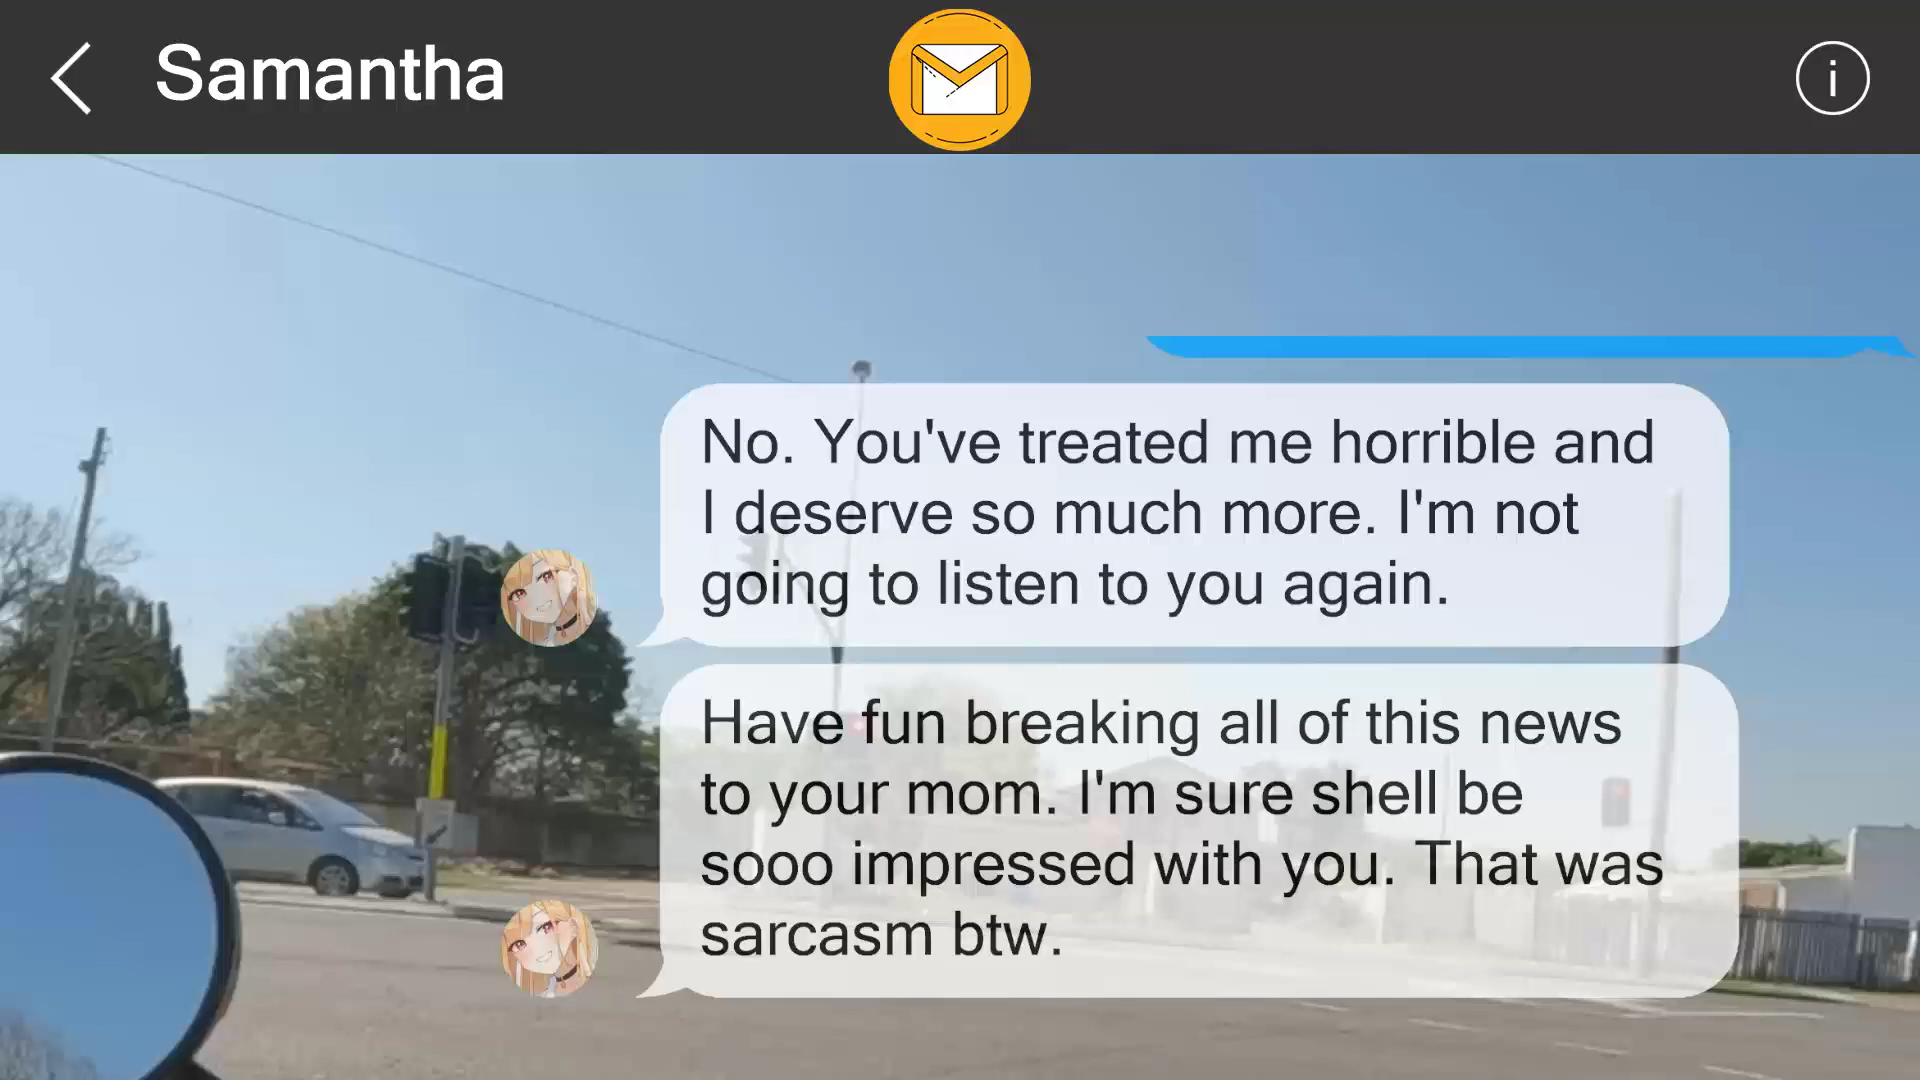 Samantha
i
No. You've treated me horrible and
I deserve so much more. I'm not
going to listen to you again.
Have fun breaking all of this news
to your mom. I'm sure shell be
sooo impressed with you. That was
sarcasm btw.